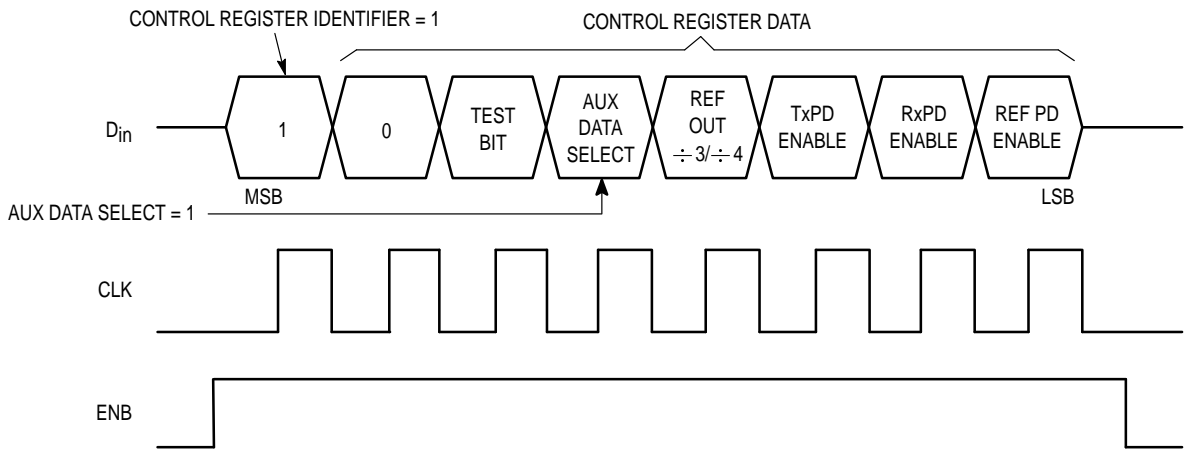 CONTROL REGISTER IDENTIFIER = 1
CONTROL REGISTER DATA
Din
1
0
TEST
BIT
AUX
DATA
SELECT
REF
OUT
÷3/÷4
TxPD
ENABLE
RxPD
ENABLE
REF PD
ENABLE
MSB
LSB
AUX DATA SELECT = 1
CLK
ENB